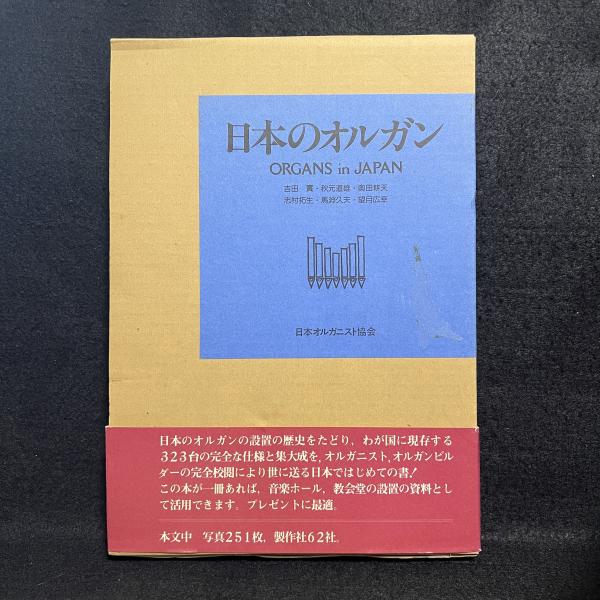 日本のオルガン
ORGANS in JAPAN
吉田 實・秋元道雄・奥田耕天
志村拓生・馬淵久夫・望月広幸
日本オルガニスト協会
日本のオルガンの設置の歴史をたどり，わが国に現存する
３２３台の完全な仕様と集大成を，オルガニスト，オルガンビル
ダーの完全校閲により世に送る日本ではじめての書！
この本が一冊あれば，音楽ホール，教会堂の設置の資料とし
て活用できます。プレゼントに最適。
本文中 写真２５１枚，製作社６２社。